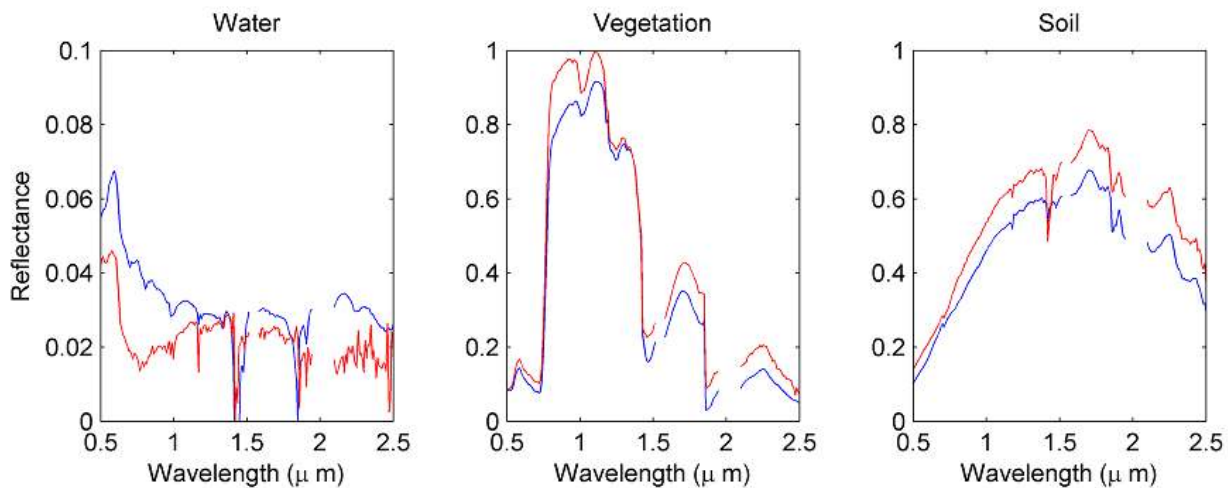 Water Vegetation Soil
0.1 1 1
0.08 0.8 0.8
0.06 0.6 0.6
Reflectance
0.04 0.4 0.4
0.02 0.2 0.2
0 0 0
0.5 1 1.5 2 2.5 0.5 1 1.5 2 2.5 0.5 1 1.5 2 2.5
Wavelength (μ m) Wavelength (μ m) Wavelength (μ m)